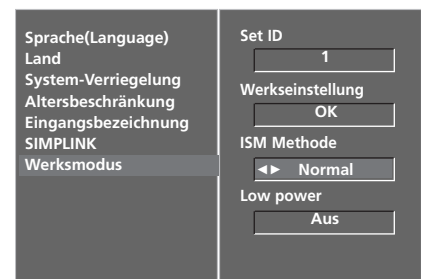 Sprache(Language)
Land
System-Verriegelung
Altersbeschränkung
Eingangsbezeichnung
SIMPLINK
Werksmodus
Set ID
1
Werkseinstellung
OK
ISM Methode
◄► Normal
Low power
Aus